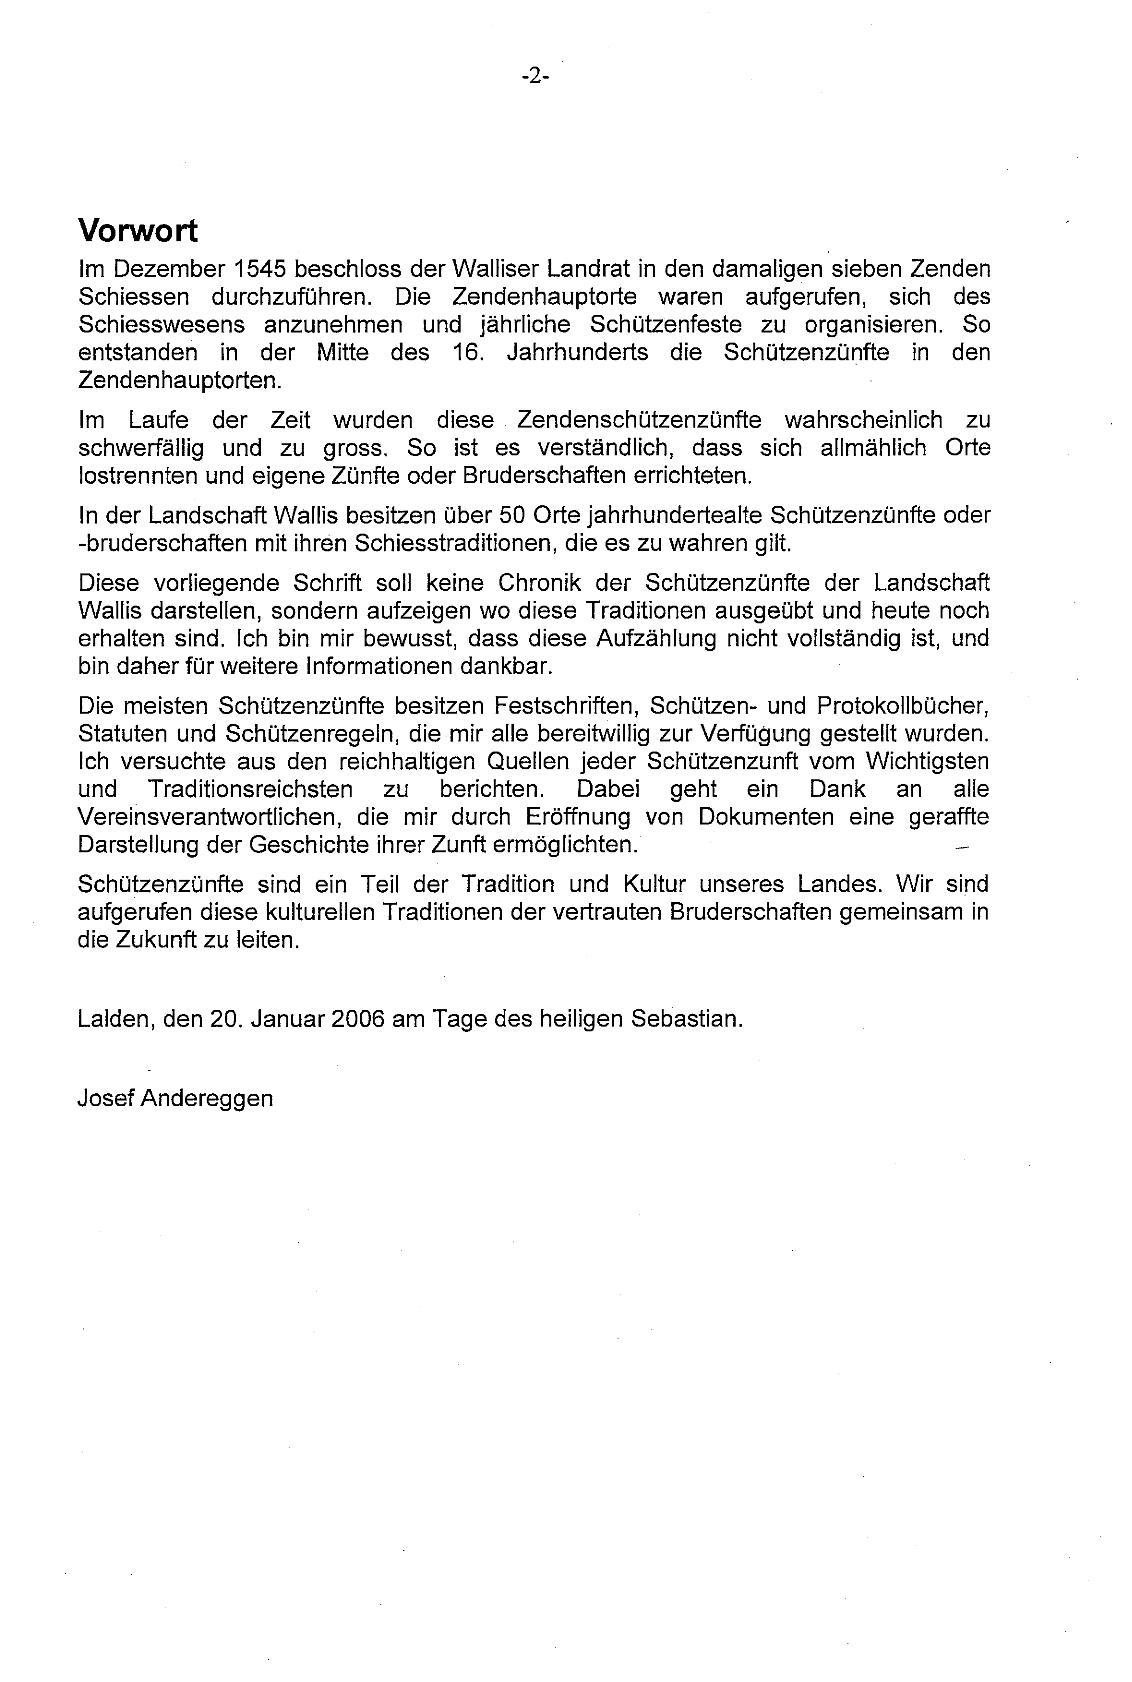 -2-
Vorwort
Im Dezember 1545 beschloss der Walliser Landrat in den damaligen sieben Zenden
Schiessen durchzuführen. Die Zendenhauptorte waren aufgerufen, sich des
Schiesswesens anzunehmen und jährliche Schützenfeste zu organisieren. So
entstanden in der Mitte des 16. Jahrhunderts die Schützenzünfte in den
Zendenhauptorten.
Im Laufe der Zeit wurden diese Zendenschützenzünfte wahrscheinlich zu
schwerfällig und zu gross. So ist es verständlich, dass sich allmählich Orte
lostrennten und eigene Zünfte oder Bruderschaften errichteten.
In der Landschaft Wallis besitzen über 50 Orte jahrhundertealte Schützenzünfte oder
-bruderschaften mit ihren Schiesstraditionen, die es zu wahren gilt.
Diese vorliegende Schrift soll keine Chronik der Schützenzünfte der Landschaft
Wallis darstellen, sondern aufzeigen wo diese Traditionen ausgeübt und heute noch
erhalten sind. Ich bin mir bewusst, dass diese Aufzählung nicht vollständig ist, und
bin daher für weitere Informationen dankbar.
Die meisten Schützenzünfte besitzen Festschriften, Schützen- und Protokollbücher,
Statuten und Schützenregeln, die mir alle bereitwillig zur Verfügung gestellt wurden.
Ich versuchte aus den reichhaltigen Quellen jeder Schützenzunft vom Wichtigsten
und Traditionsreichsten zu berichten. Dabei geht ein Dank an alle
Vereinsverantwortlichen, die mir durch Eröffnung von Dokumenten eine geraffte
Darstellung der Geschichte ihrer Zunft ermöglichten.
Schützenzünfte sind ein Teil der Tradition und Kultur unseres Landes. Wir sind
aufgerufen diese kulturellen Traditionen der vertrauten Bruderschaften gemeinsam in
die Zukunft zu leiten.
Lalden, den 20. Januar 2006 am Tage des heiligen Sebastian.
Josef Andereggen